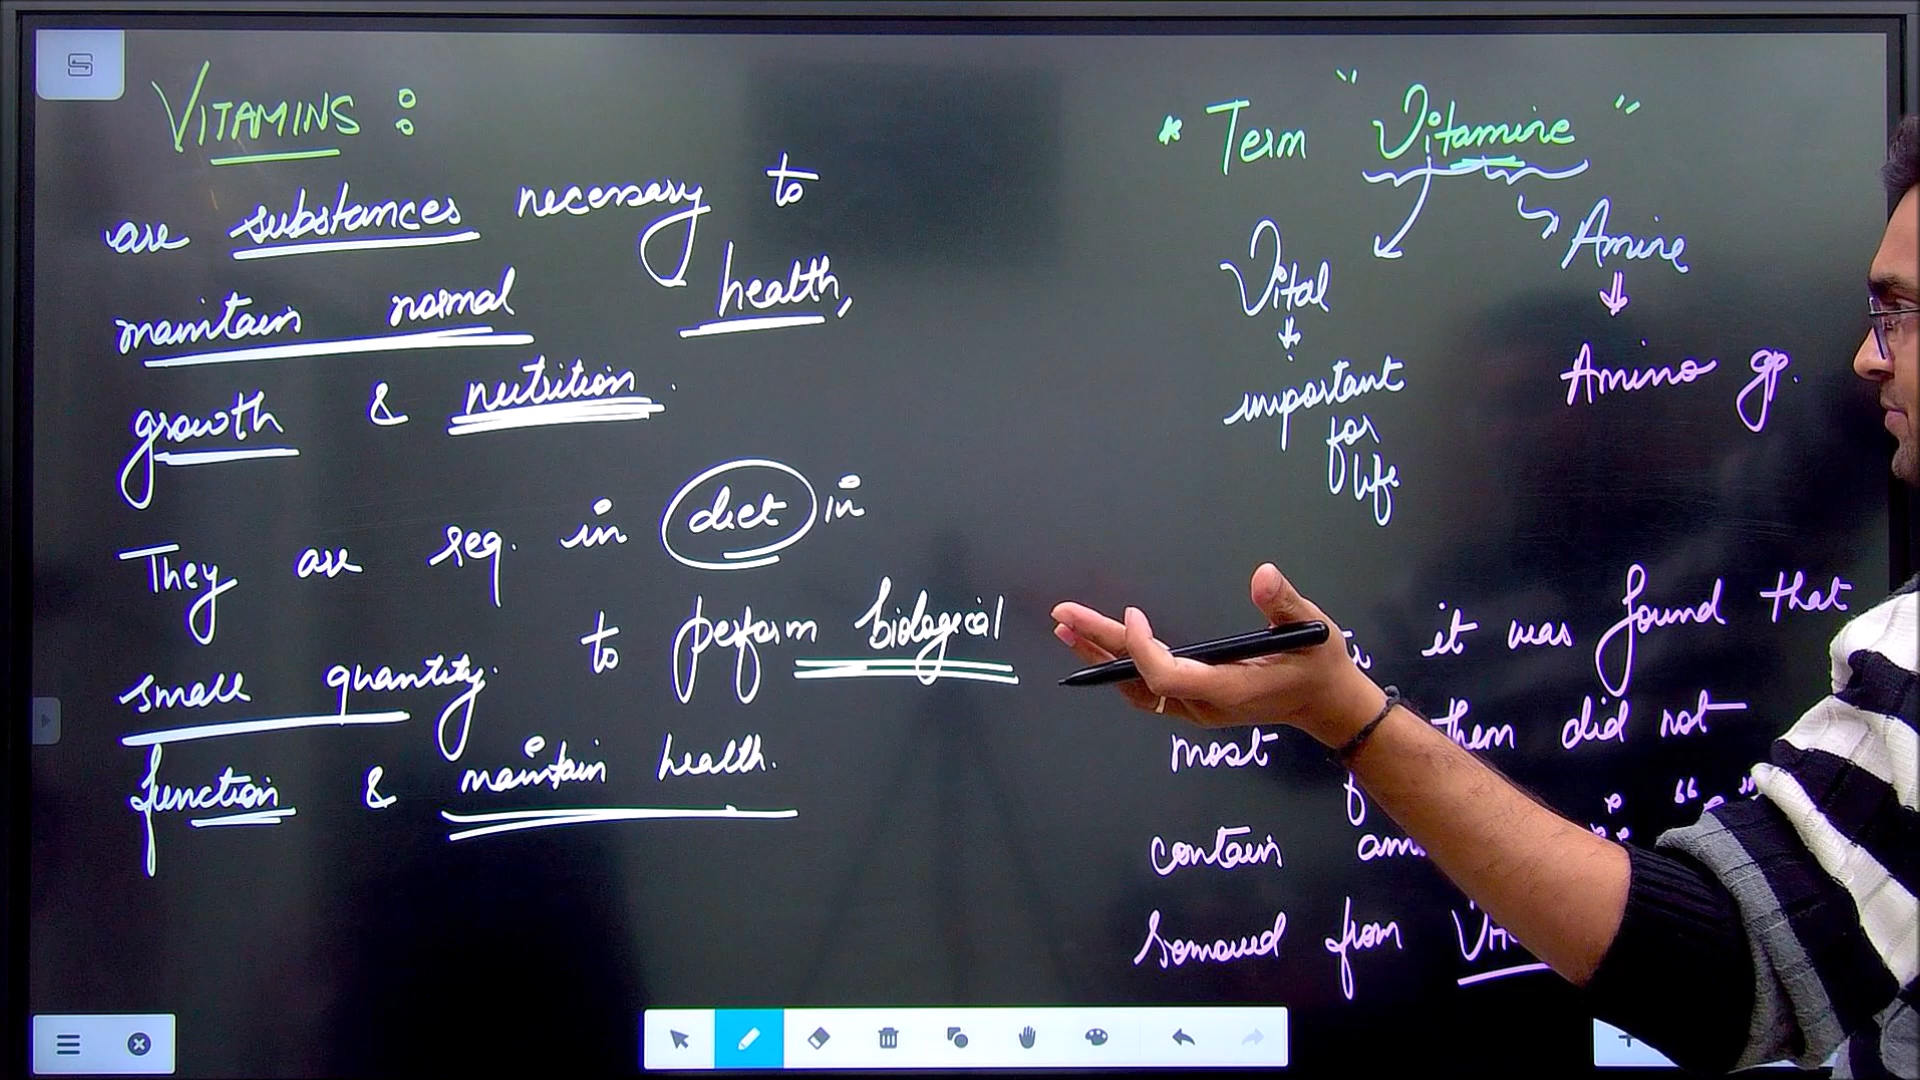 VITAMINS :
are substances necessary to
maintain normal health,
growth & nutrition.
They are req. in diet in
small quantity. to perform biological
function & maintain health.
* Term "Vitamine"
Vital Amine
important Amino gp.
for
life
it was found that
most them did not
contain
from